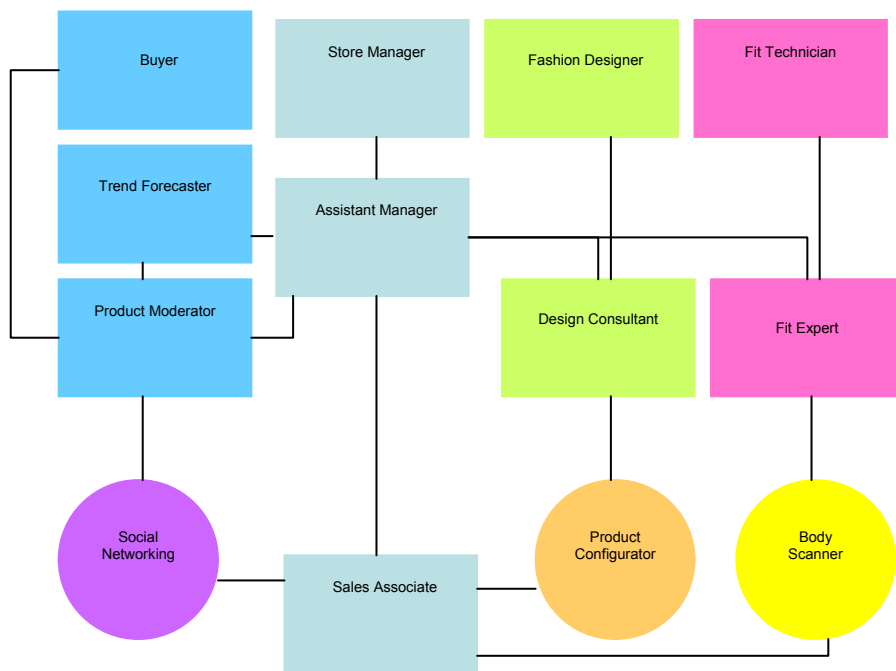 Buyer
Store Manager
Fashion Designer
Fit Technician
Trend Forecaster
Assistant Manager
Product Moderator
Design Consultant
Fit Expert
Social
Networking
Product
Configurator
Body
Scanner
Sales Associate